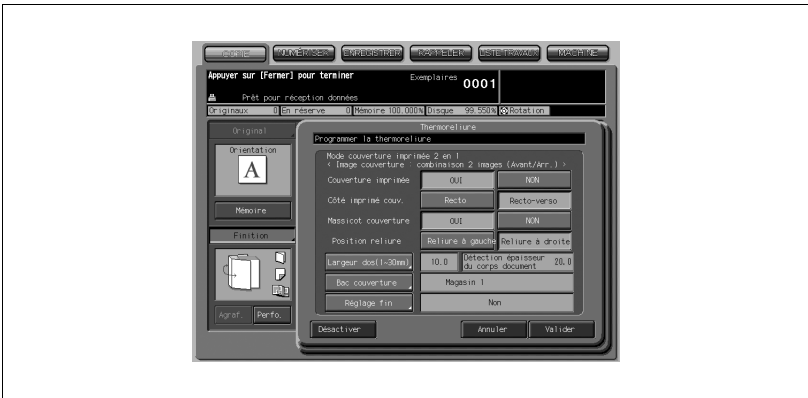 COPIE NUMÉRISER ENREGISTRER RAPPELER LISTE TRAVAUX MACHINE
Appuyer sur [Fermer] pour terminer
Exemplaires 0001
Prêt pour réception données
Originaux 0 En réserve 0 Mémoire 100.000% Disque 99.550% Rotation
Original
Thermoreliure
Programmer la thermoreliure
Orientation
A
Mode couverture imprimée 2 en 1
< Image couverture : combinaison 2 images (Avant/Arr.) >
Couverture imprimée OUI NON
Côté imprimé couv. Recto Recto-verso
Mémoire
Massicot couverture OUI NON
Finition
Position reliure Reliure à gauche Reliure à droite
Largeur dos(1~30mm) 10.0 Détection épaisseur
du corps document 20.0
Bac couverture Magasin 1
Réglage fin Non
Agraf. Perfo.
Désactiver Annuler Valider